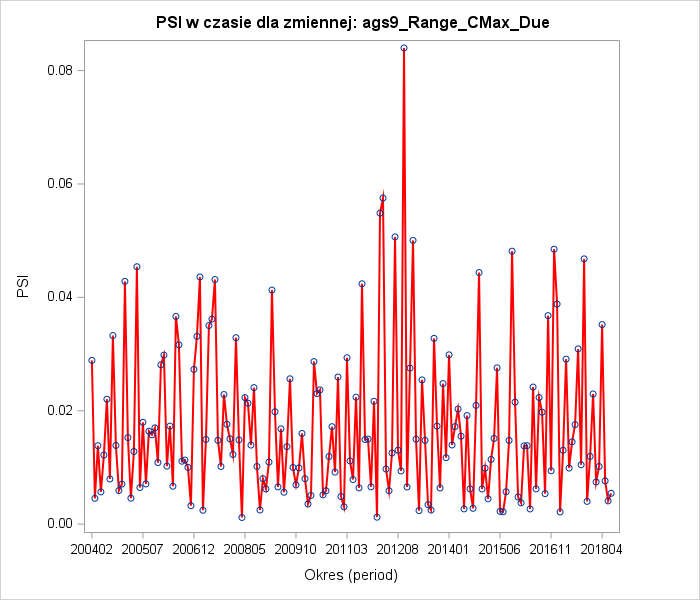 PSI w czasie dla zmiennej: ags9_Range_CMax_Due
0.08
0.06
0.04
0.02
0.00
PSI
200402 200507 200612 200805 200910 201103 201208 201401 201506 201611 201804
Okres (period)